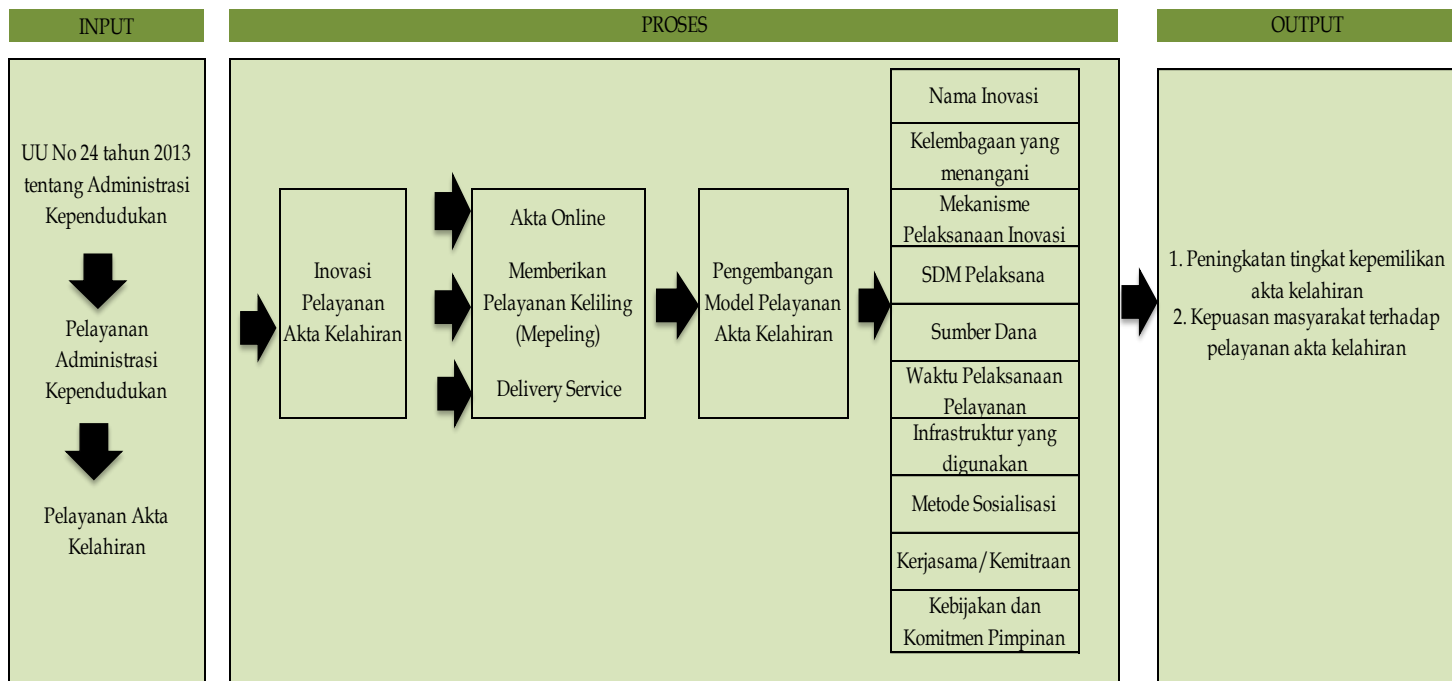 INPUT
UU No 24 tahun 2013
tentang Administrasi
Kependudukan
Pelayanan
Administrasi
Kependudukan
Pelayanan Akta
Kelahiran
PROSES
Inovasi
Pelayanan
Akta Kelahiran
Akta Online
Memberikan
Pelayanan Keliling
(Mepeling)
Delivery Service
Pengembangan
Model Pelayanan
Akta Kelahiran
Nama Inovasi
Kelembagaan yang
menangani
Mekanisme
Pelaksanaan Inovasi
SDM Pelaksana
Sumber Dana
Waktu Pelaksanaan
Pelayanan
Infrastruktur yang
digunakan
Metode Sosialisasi
Kerjasama/Kemitraan
Kebijakan dan
Komitmen Pimpinan
OUTPUT
1. Peningkatan tingkat kepemilikan
akta kelahiran
2. Kepuasan masyarakat terhadap
pelayanan akta kelahiran